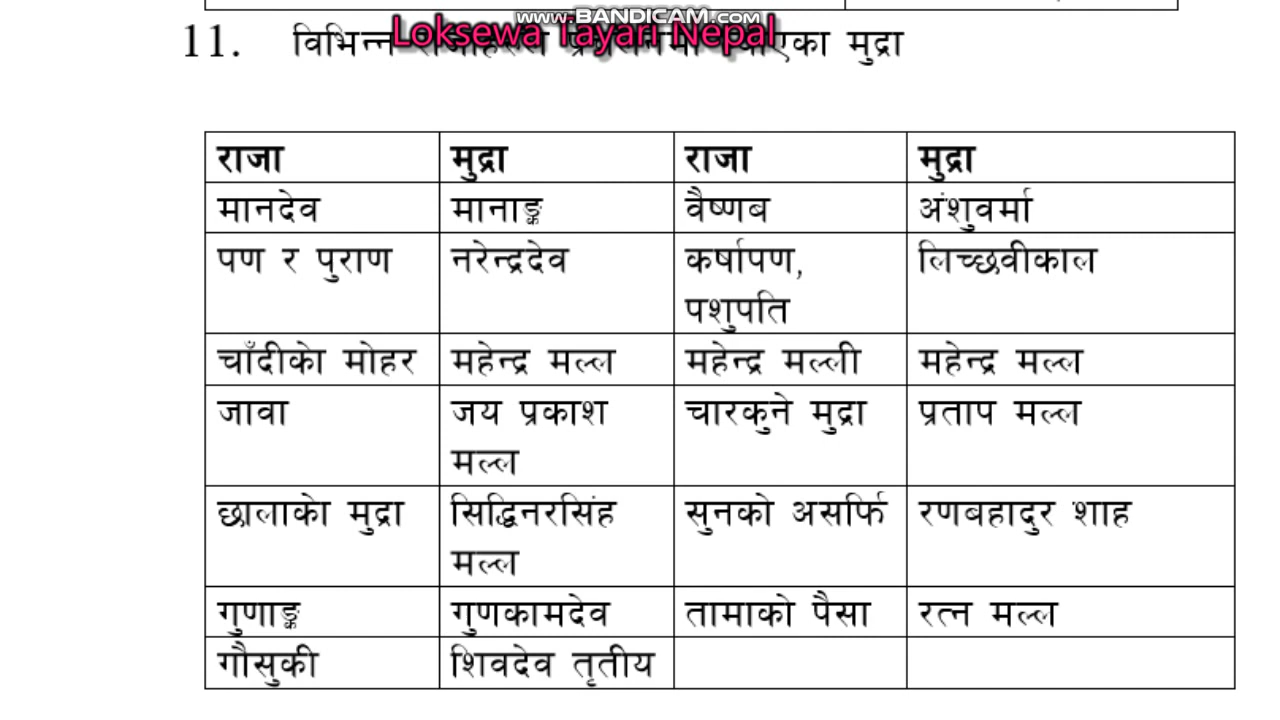 www.BANDICAM.com
Loksewa Tayari Nepal
11. विभिन्न मुद्रा
राजा मुद्रा राजा मुद्रा
मानदेव मानाङ्क वैष्णब अंशुवर्मा
पण र पुराण नरेन्द्रदेव कर्षापण, लिच्छवीकाल
पशुपति
चाँदीको मोहर महेन्द्र मल्ल महेन्द्र मल्ली महेन्द्र मल्ल
जावा जय प्रकाश चारकुने मुद्रा प्रताप मल्ल
मल्ल
छालाको मुद्रा सिद्धिनरसिंह सुनको असर्फि रणबहादुर शाह
मल्ल
गुणाङ्क गुणकामदेव तामाको पैसा रत्न मल्ल
गौसुकी शिवदेव तृतीय